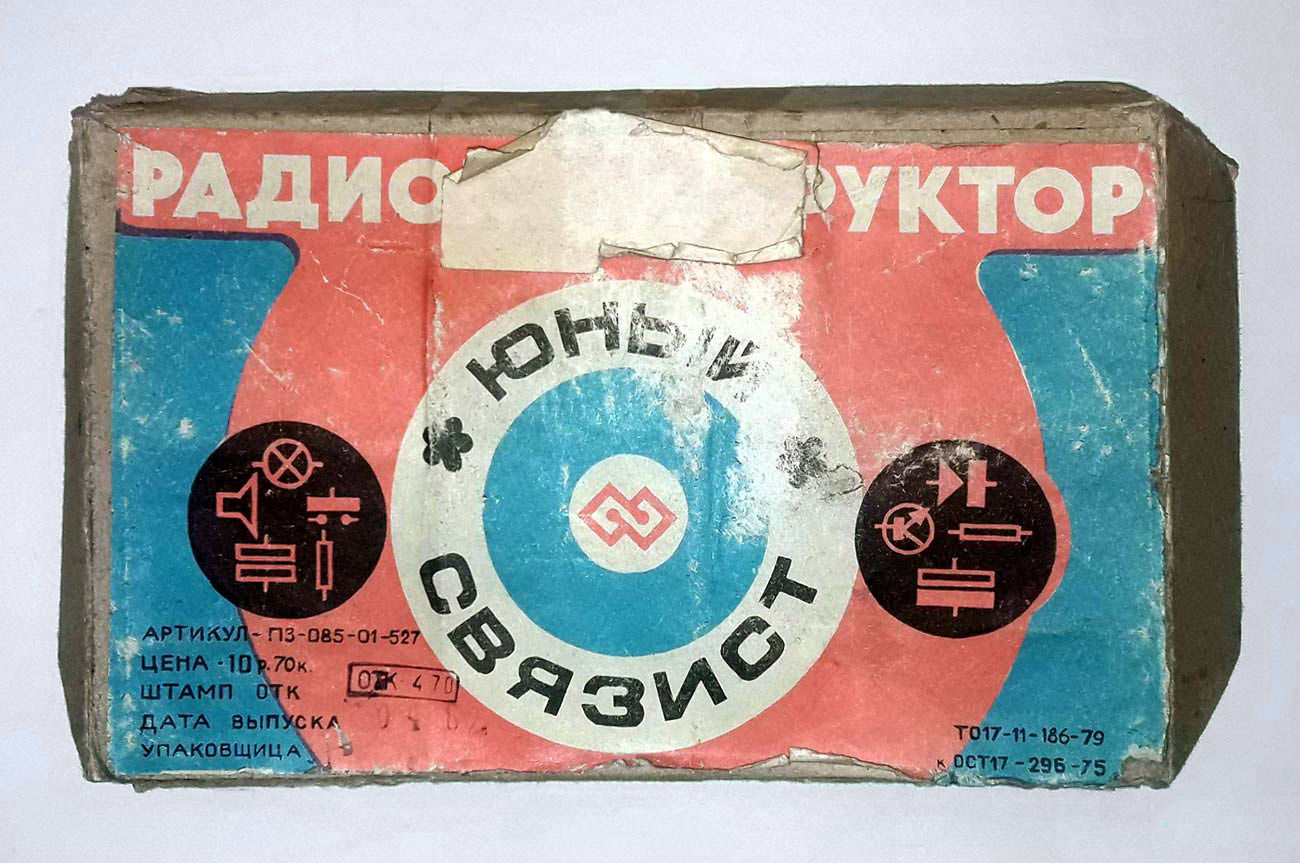 РАДИО РУКТОР
ЮНЫЙ
СВЯЗИСТ
АРТИКУЛ - ПЗ-085-01-527
ЦЕНА - 10 р. 70 к.
ШТАМП ОТК
ОТК 470
ДАТА ВЫПУСКА
УПАКОВЩИЦА
ТО17-11-186-79
к ОСТ17-296-75